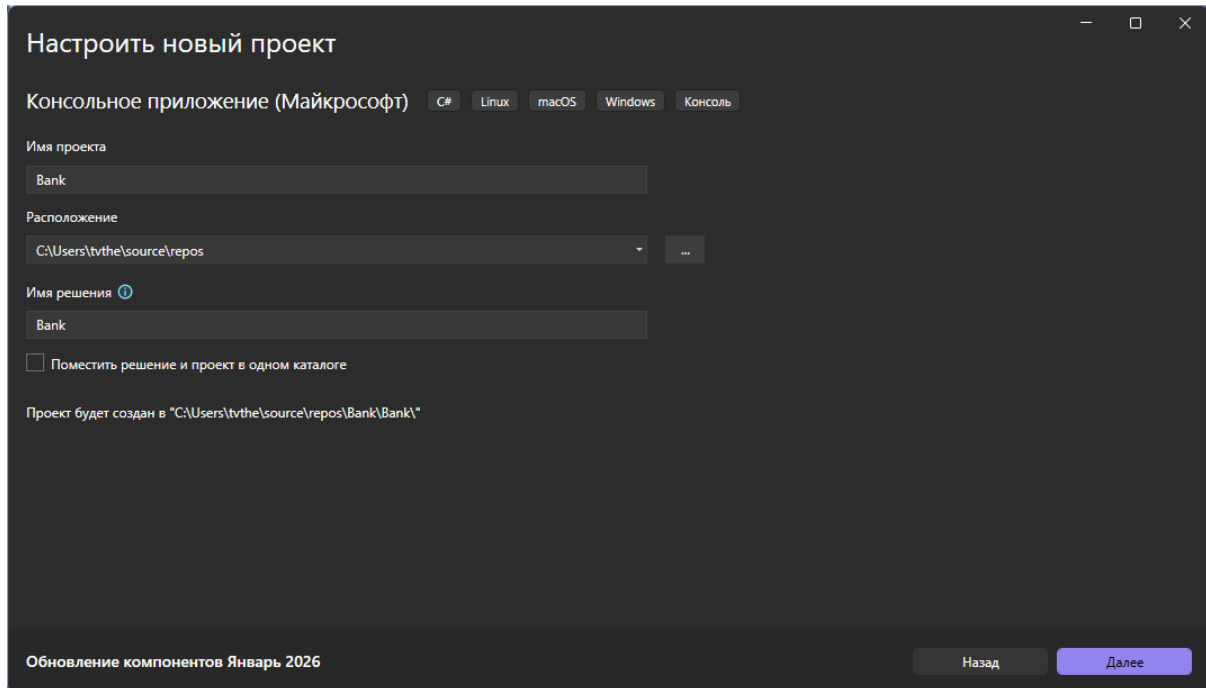 Настроить новый проект
Консольное приложение (Майкрософт) C# Linux macOS Windows Консоль
Имя проекта
Bank
Расположение
C:\Users\tvthe\source\repos ...
Имя решения
Bank
Поместить решение и проект в одном каталоге
Проект будет создан в "C:\Users\tvthe\source\repos\Bank\Bank\"
Обновление компонентов Январь 2026 Назад Далее